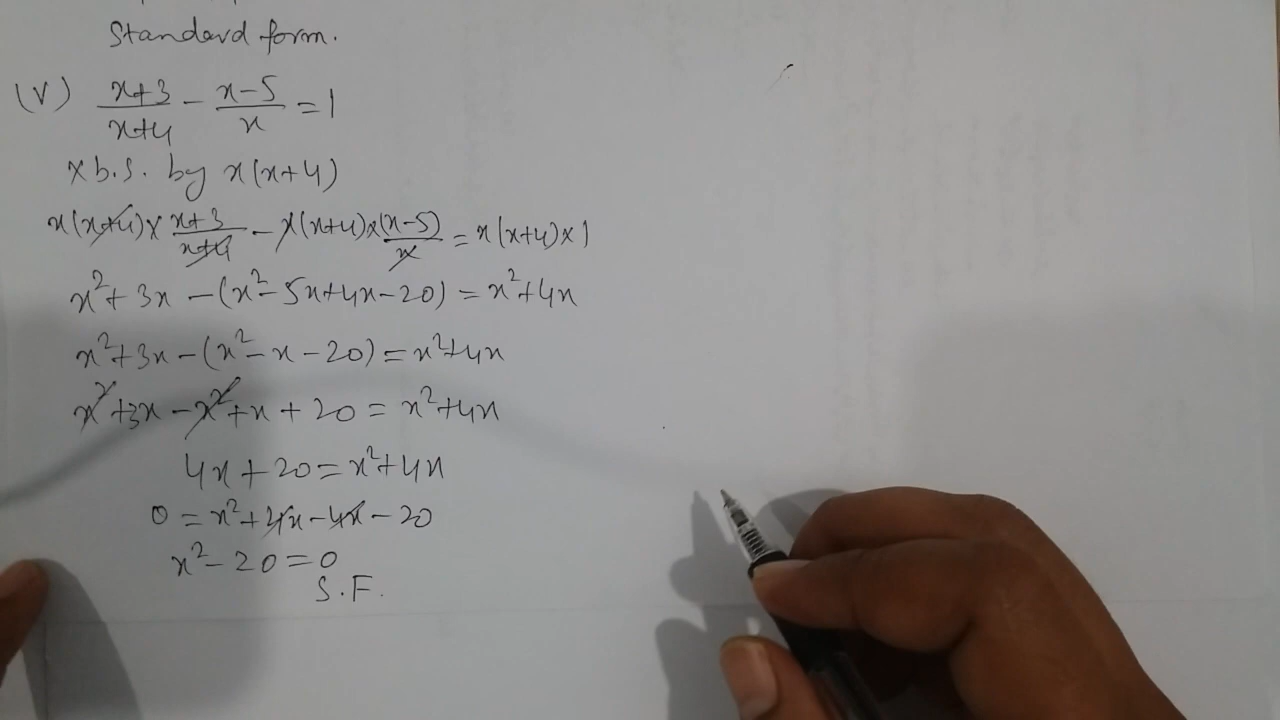 Standard form.
(V) x+3/x+4 - x-5/x = 1
× b.s. by x(x+4)
x(x+4) × x+3/x+4 - x(x+4) × (x-5)/x = x(x+4) × 1
x² + 3x - (x² - 5x + 4x - 20) = x² + 4x
x² + 3x - (x² - x - 20) = x² + 4x
x² + 3x - x² + x + 20 = x² + 4x
4x + 20 = x² + 4x
0 = x² + 4x - 4x - 20
x² - 20 = 0
S.F.